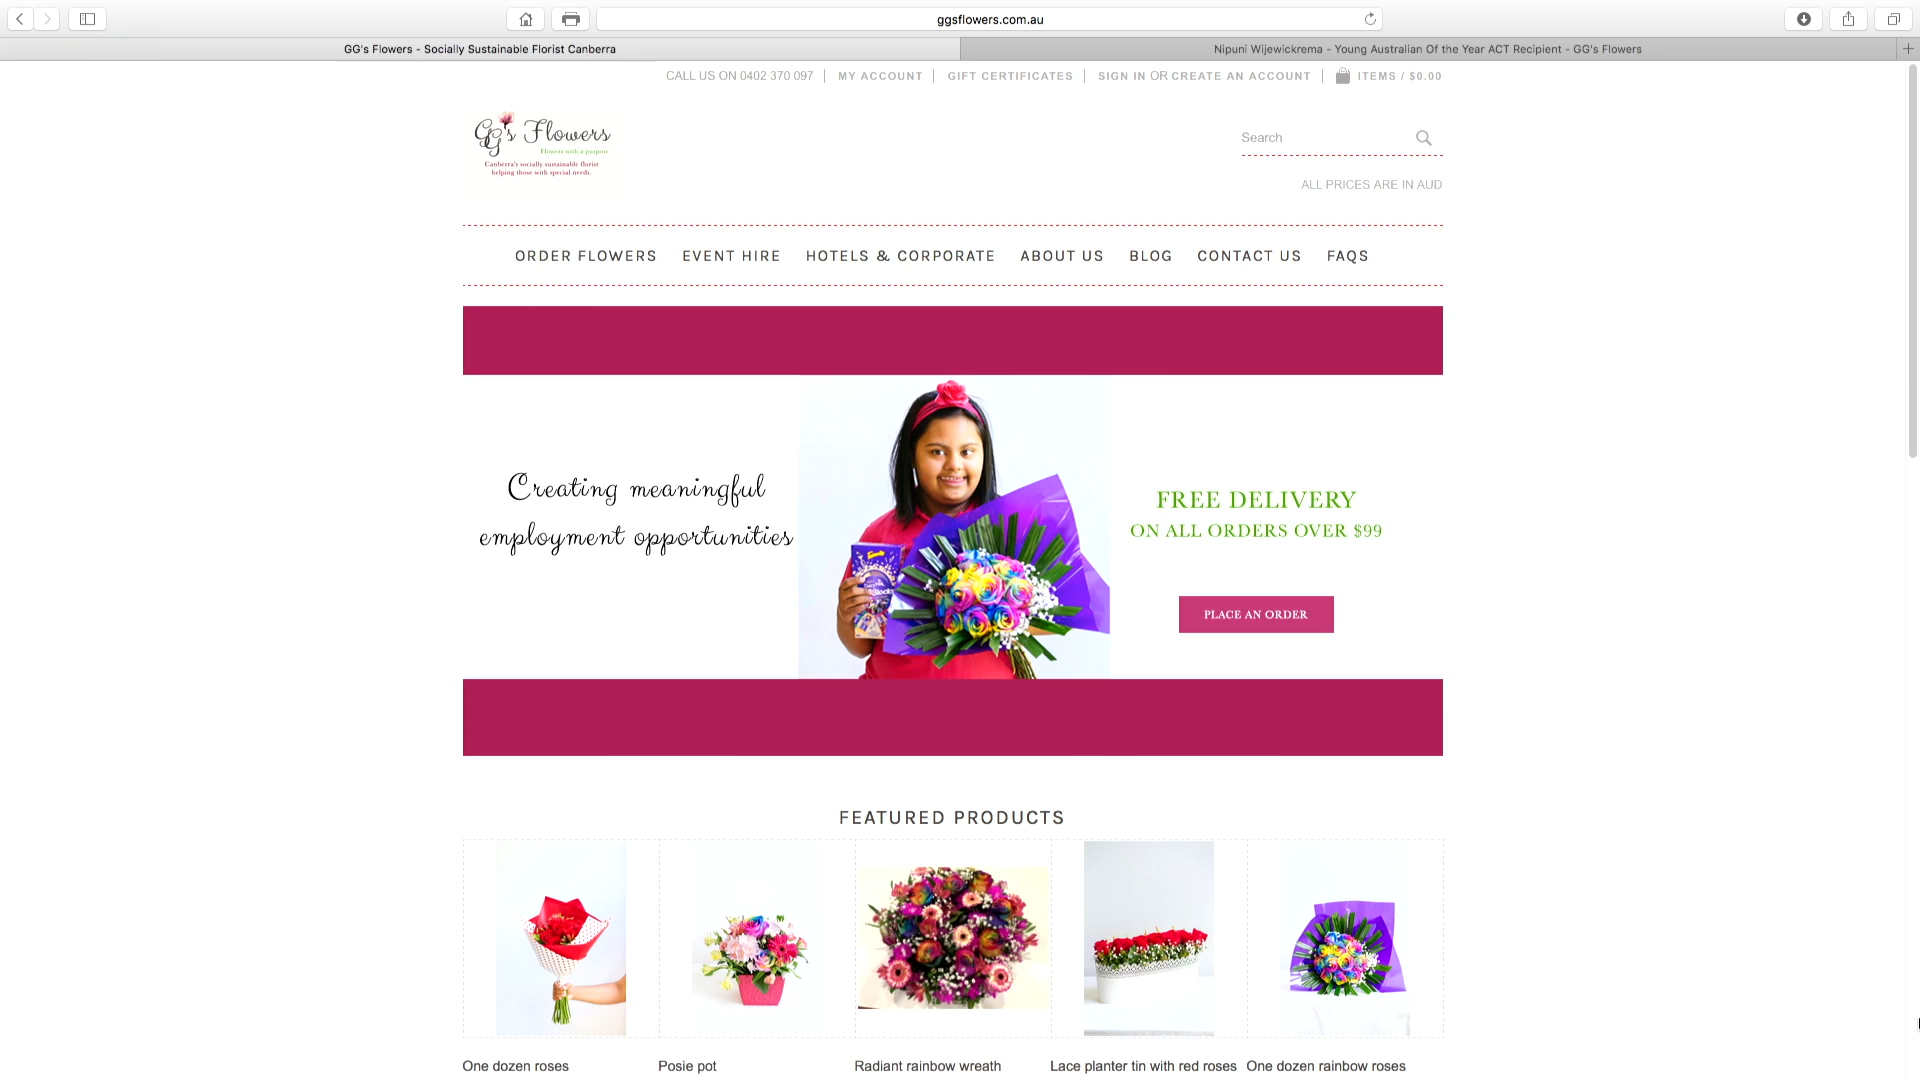 ggsflowers.com.au
GG's Flowers - Socially Sustainable Florist Canberra
Nipuni Wijewickrema - Young Australian Of the Year ACT Recipient - GG's Flowers
CALL US ON 0402 370 097 | MY ACCOUNT | GIFT CERTIFICATES | SIGN IN OR CREATE AN ACCOUNT | ITEMS / $0.00
GG's Flowers
Flowers with a purpose
Canberra's socially sustainable florist
helping those with special needs.
Search
ALL PRICES ARE IN AUD
ORDER FLOWERS EVENT HIRE HOTELS & CORPORATE ABOUT US BLOG CONTACT US FAQS
Creating meaningful
employment opportunities
FREE DELIVERY
ON ALL ORDERS OVER $99
PLACE AN ORDER
FEATURED PRODUCTS
One dozen roses
Posie pot
Radiant rainbow wreath
Lace planter tin with red roses
One dozen rainbow roses